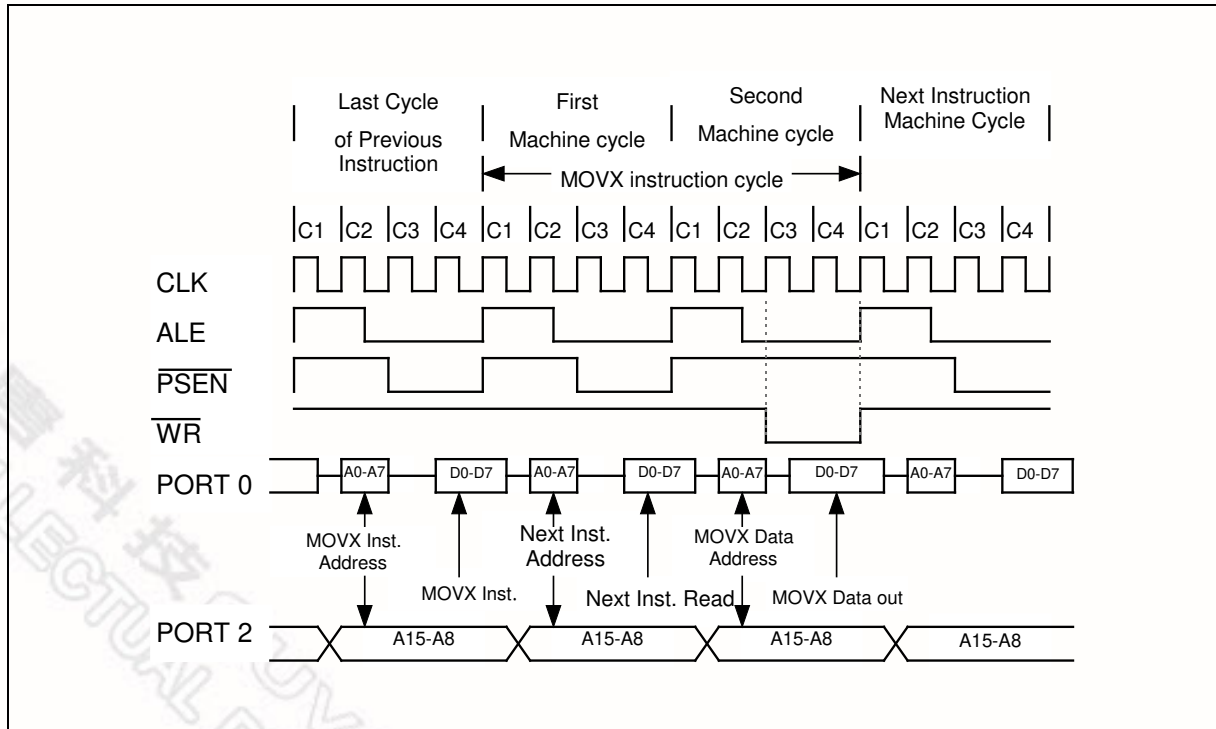 Last Cycle
of Previous
Instruction
First
Machine cycle
Second
Machine cycle
Next Instruction
Machine Cycle
MOVX instruction cycle
C1 C2 C3 C4 C1 C2 C3 C4 C1 C2 C3 C4 C1 C2 C3 C4
CLK
ALE
PSEN
WR
PORT 0
A0-A7 D0-D7 A0-A7 D0-D7 A0-A7 D0-D7 A0-A7 D0-D7
MOVX Inst.
Address
MOVX Inst.
Next Inst.
Address
Next Inst. Read
MOVX Data
Address
MOVX Data out
PORT 2
A15-A8 A15-A8 A15-A8 A15-A8
科技